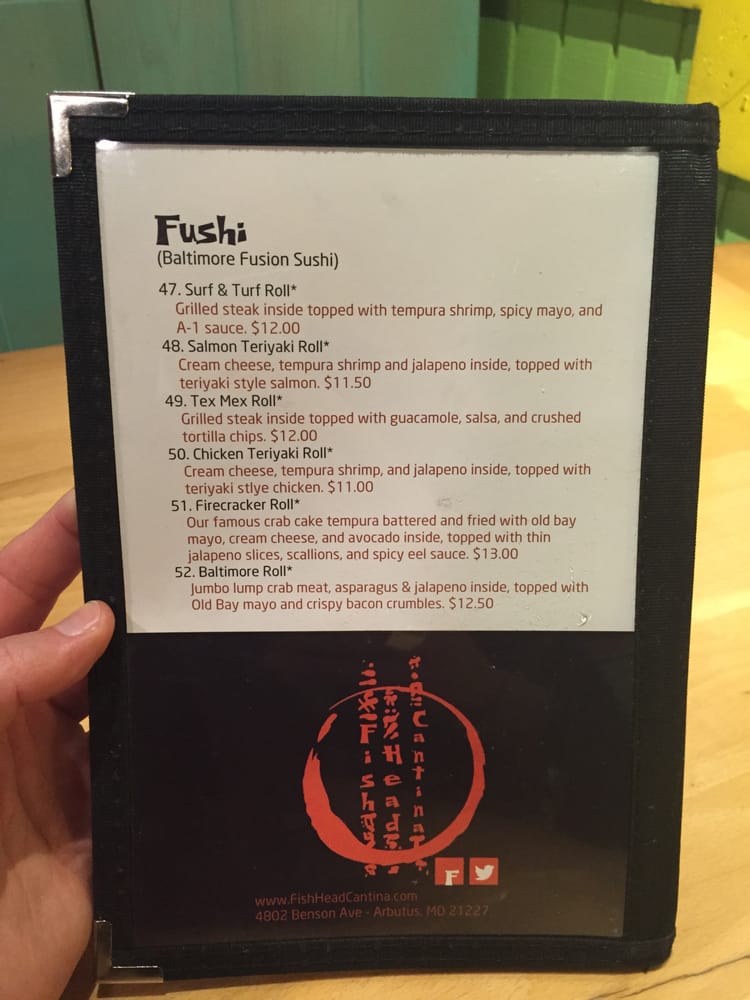 Fushi
(Baltimore Fusion Sushi)
47. Surf & Turf Roll*
Grilled steak inside topped with tempura shrimp, spicy mayo, and
A-1 sauce. $12.00
48. Salmon Teriyaki Roll*
Cream cheese, tempura shrimp and jalapeno inside, topped with
teriyaki style salmon. $11.50
49. Tex Mex Roll*
Grilled steak inside topped with guacamole, salsa, and crushed
tortilla chips. $12.00
50. Chicken Teriyaki Roll*
Cream cheese, tempura shrimp, and jalapeno inside, topped with
teriyaki stlye chicken. $11.00
51. Firecracker Roll*
Our famous crab cake tempura battered and fried with old bay
mayo, cream cheese, and avocado inside, topped with thin
jalapeno slices, scallions, and spicy eel sauce. $13.00
52. Baltimore Roll*
Jumbo lump crab meat, asparagus & jalapeno inside, topped with
Old Bay mayo and crispy bacon crumbles. $12.50
Fish
Head
Cantina
F
www.FishHeadCantina.com
4802 Benson Ave - Arbutus, MD 21227